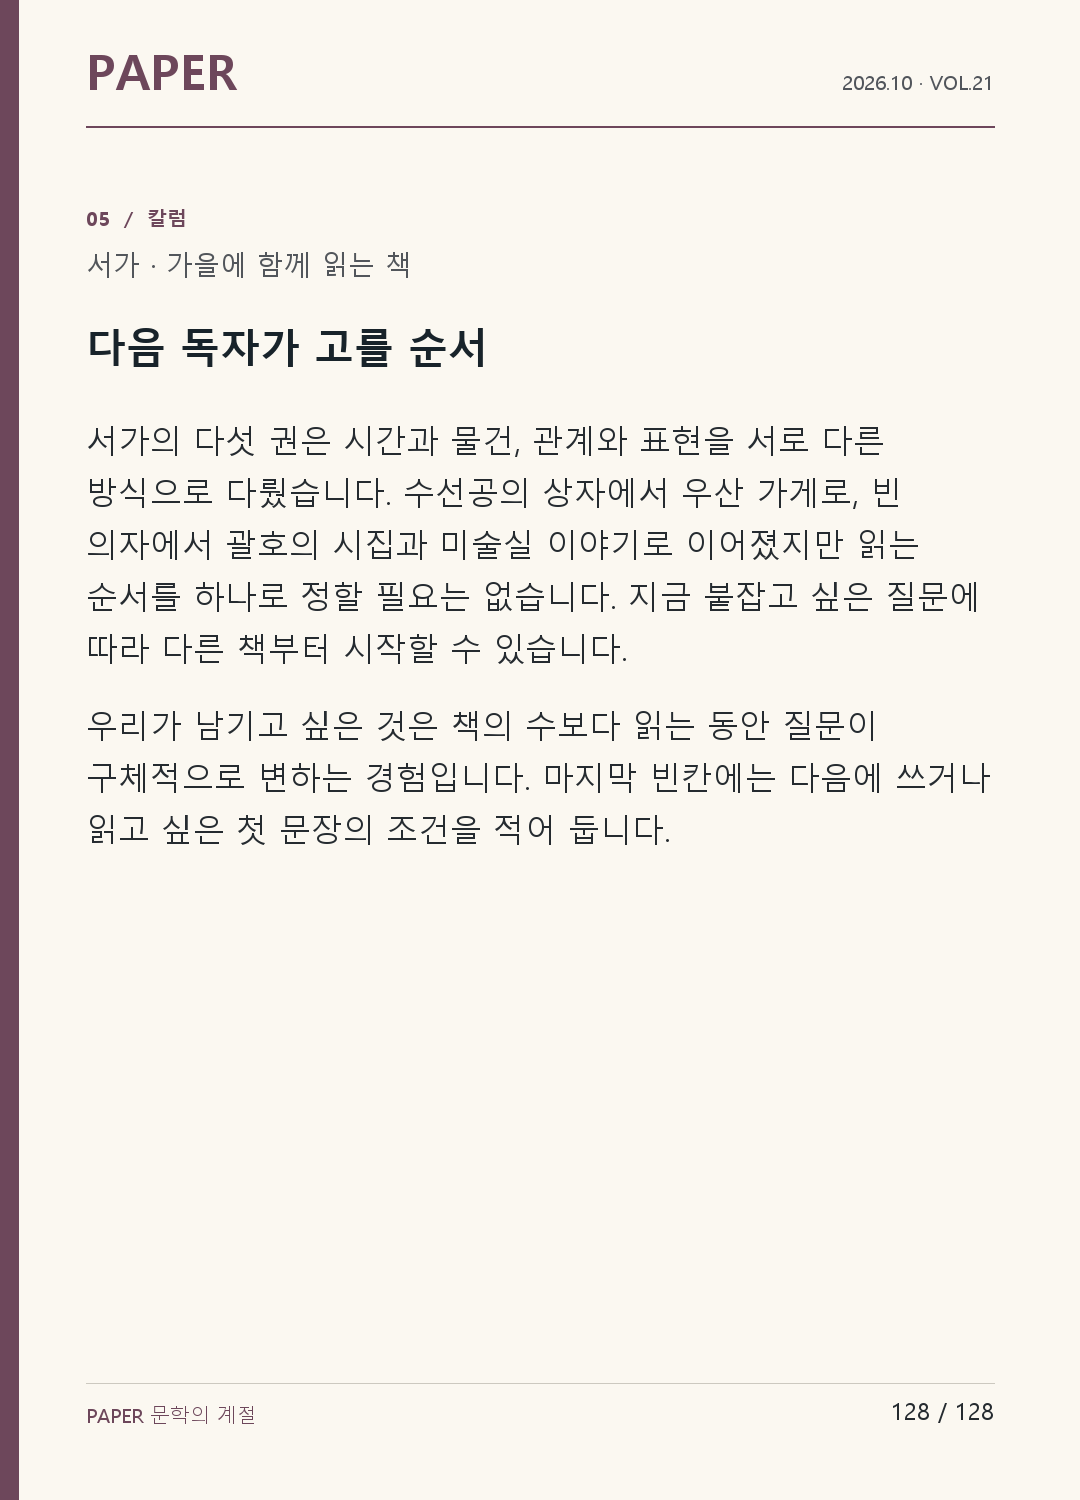 PAPER
2026.10 · VOL.21
05 / 칼럼
서가 · 가을에 함께 읽는 책
다음 독자가 고를 순서
서가의 다섯 권은 시간과 물건, 관계와 표현을 서로 다른
방식으로 다뤘습니다. 수선공의 상자에서 우산 가게로, 빈
의자에서 괄호의 시집과 미술실 이야기로 이어졌지만 읽는
순서를 하나로 정할 필요는 없습니다. 지금 붙잡고 싶은 질문에
따라 다른 책부터 시작할 수 있습니다.
우리가 남기고 싶은 것은 책의 수보다 읽는 동안 질문이
구체적으로 변하는 경험입니다. 마지막 빈칸에는 다음에 쓰거나
읽고 싶은 첫 문장의 조건을 적어 둡니다.
PAPER 문학의 계절
128 / 128